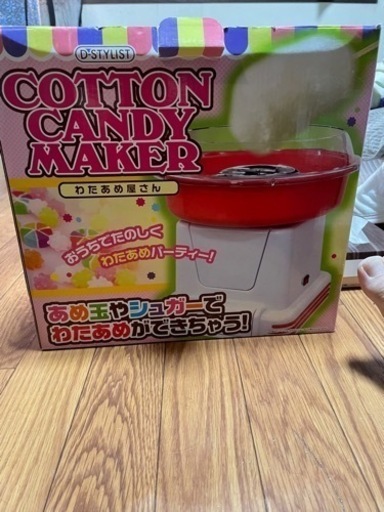 D-STYLIST
COTTON
CANDY
MAKER
わたあめ屋さん
おうちでたのしく
わたあめパーティー!
あめ玉やシュガーで
わたあめができちゃう!